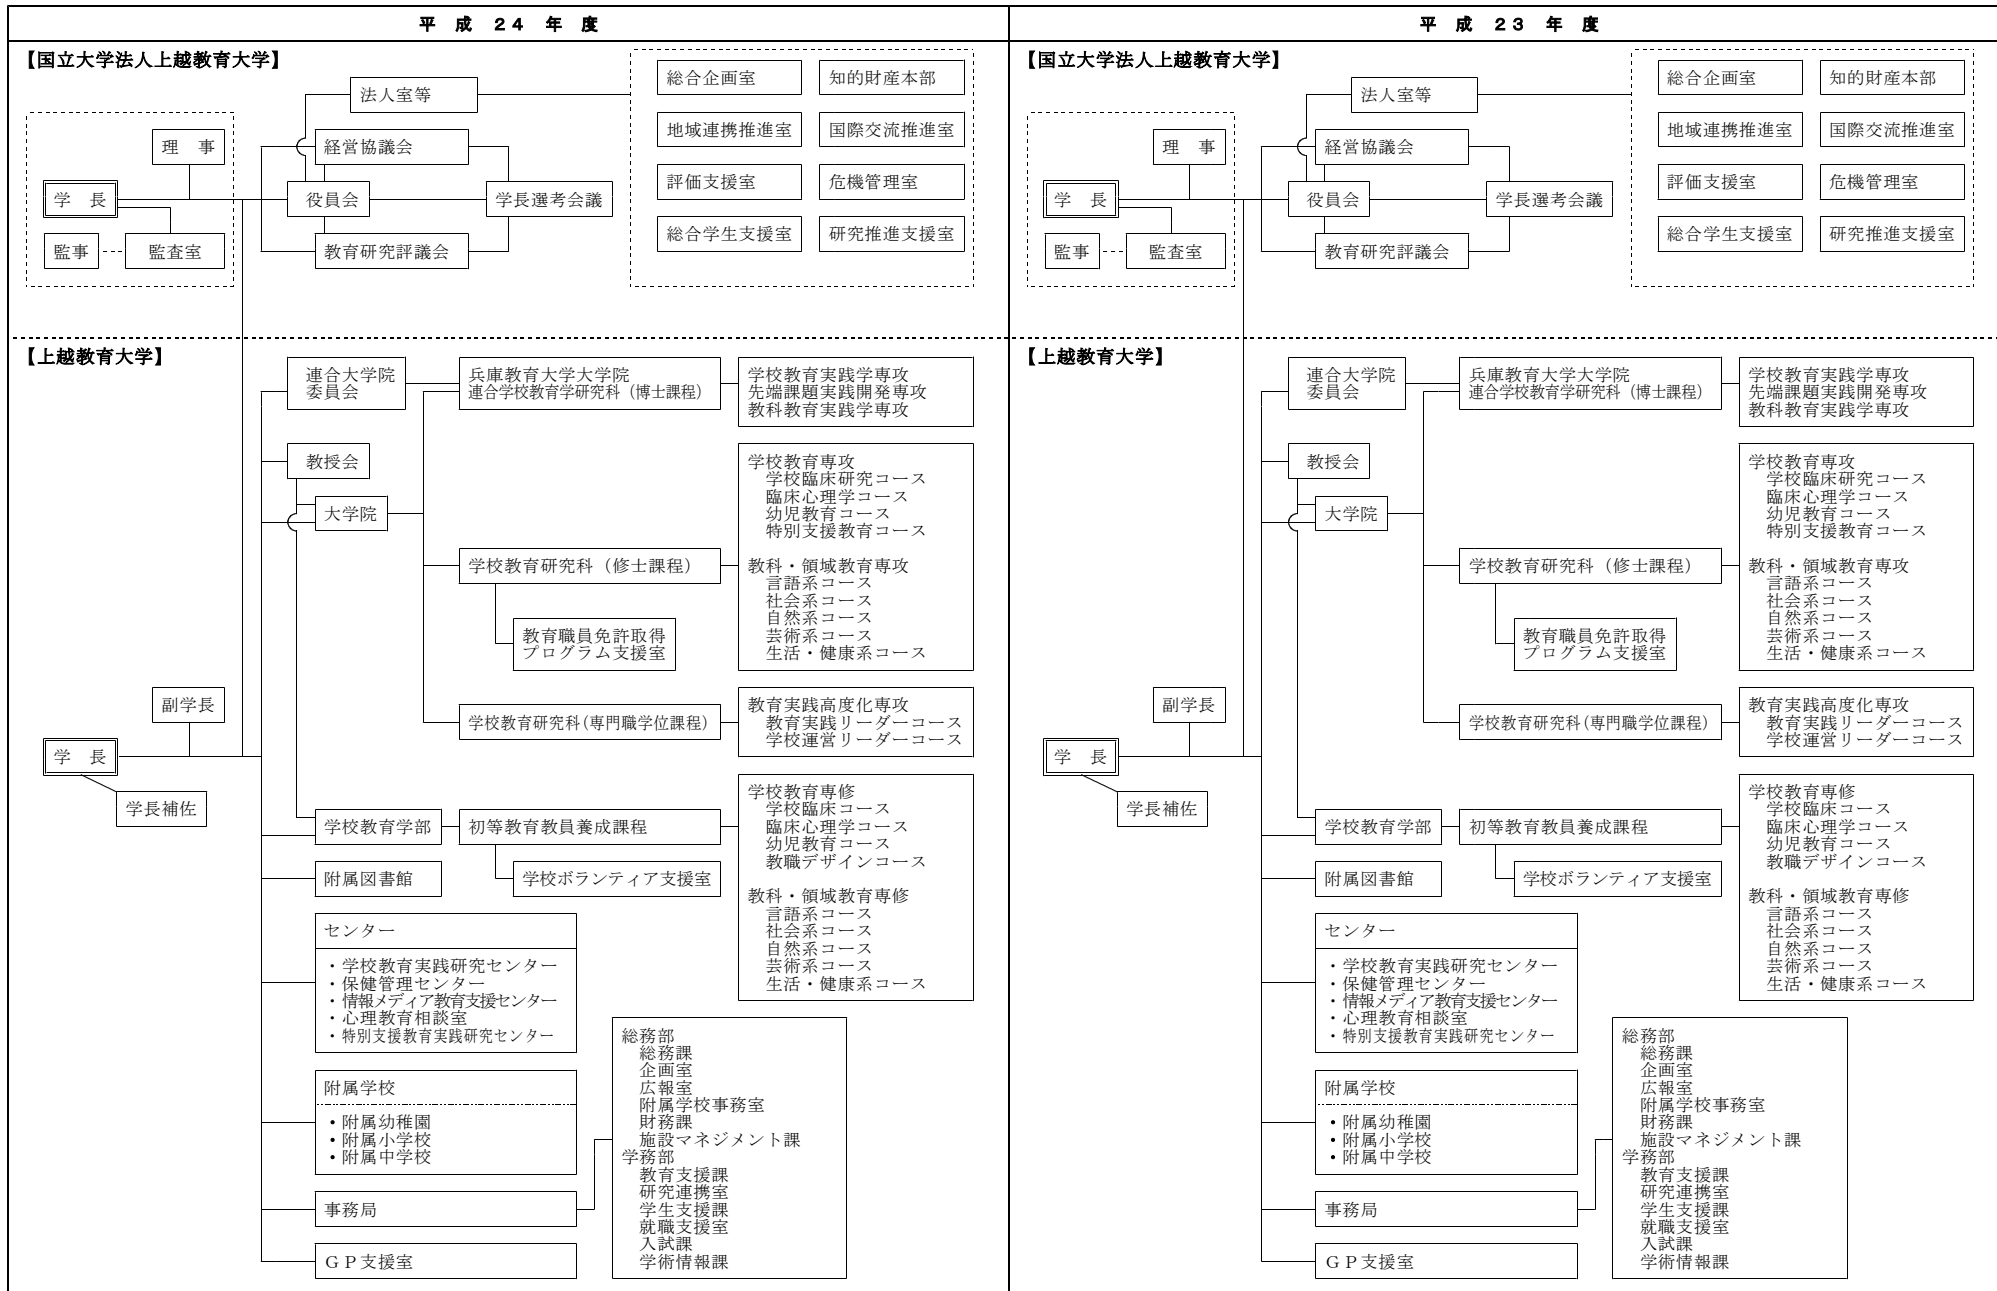 平　成　２４　年　度
【国立大学法人上越教育大学】
法人室等
総合企画室
知的財産本部
地域連携推進室
国際交流推進室
評価支援室
危機管理室
総合学生支援室
研究推進支援室
理　事
経営協議会
学　長
役員会
学長選考会議
監事
監査室
教育研究評議会
【上越教育大学】
連合大学院
委員会
兵庫教育大学大学院
連合学校教育学研究科（博士課程）
学校教育実践学専攻
先端課題実践開発専攻
教科教育実践学専攻
教授会
大学院
学校教育専攻
学校臨床研究コース
臨床心理学コース
幼児教育コース
特別支援教育コース
教科・領域教育専攻
言語系コース
社会系コース
自然系コース
芸術系コース
生活・健康系コース
学校教育研究科（修士課程）
教育職員免許取得
プログラム支援室
副学長
学校教育研究科(専門職学位課程)
教育実践高度化専攻
教育実践リーダーコース
学校運営リーダーコース
学　長
学長補佐
学校教育学部
初等教育教員養成課程
学校教育専修
学校臨床コース
臨床心理学コース
幼児教育コース
教職デザインコース
教科・領域教育専修
言語系コース
社会系コース
自然系コース
芸術系コース
生活・健康系コース
附属図書館
学校ボランティア支援室
センター
・学校教育実践研究センター
・保健管理センター
・情報メディア教育支援センター
・心理教育相談室
・特別支援教育実践研究センター
附属学校
・附属幼稚園
・附属小学校
・附属中学校
事務局
総務部
総務課
企画室
広報室
附属学校事務室
財務課
施設マネジメント課
学務部
教育支援課
研究連携室
学生支援課
就職支援室
入試課
学術情報課
ＧＰ支援室
平　成　２３　年　度
【国立大学法人上越教育大学】
法人室等
総合企画室
知的財産本部
地域連携推進室
国際交流推進室
評価支援室
危機管理室
総合学生支援室
研究推進支援室
理　事
経営協議会
学　長
役員会
学長選考会議
監事
監査室
教育研究評議会
【上越教育大学】
連合大学院
委員会
兵庫教育大学大学院
連合学校教育学研究科（博士課程）
学校教育実践学専攻
先端課題実践開発専攻
教科教育実践学専攻
教授会
大学院
学校教育専攻
学校臨床研究コース
臨床心理学コース
幼児教育コース
特別支援教育コース
教科・領域教育専攻
言語系コース
社会系コース
自然系コース
芸術系コース
生活・健康系コース
学校教育研究科（修士課程）
教育職員免許取得
プログラム支援室
副学長
学校教育研究科(専門職学位課程)
教育実践高度化専攻
教育実践リーダーコース
学校運営リーダーコース
学　長
学長補佐
学校教育学部
初等教育教員養成課程
学校教育専修
学校臨床コース
臨床心理学コース
幼児教育コース
教職デザインコース
教科・領域教育専修
言語系コース
社会系コース
自然系コース
芸術系コース
生活・健康系コース
附属図書館
学校ボランティア支援室
センター
・学校教育実践研究センター
・保健管理センター
・情報メディア教育支援センター
・心理教育相談室
・特別支援教育実践研究センター
附属学校
・附属幼稚園
・附属小学校
・附属中学校
事務局
総務部
総務課
企画室
広報室
附属学校事務室
財務課
施設マネジメント課
学務部
教育支援課
研究連携室
学生支援課
就職支援室
入試課
学術情報課
ＧＰ支援室